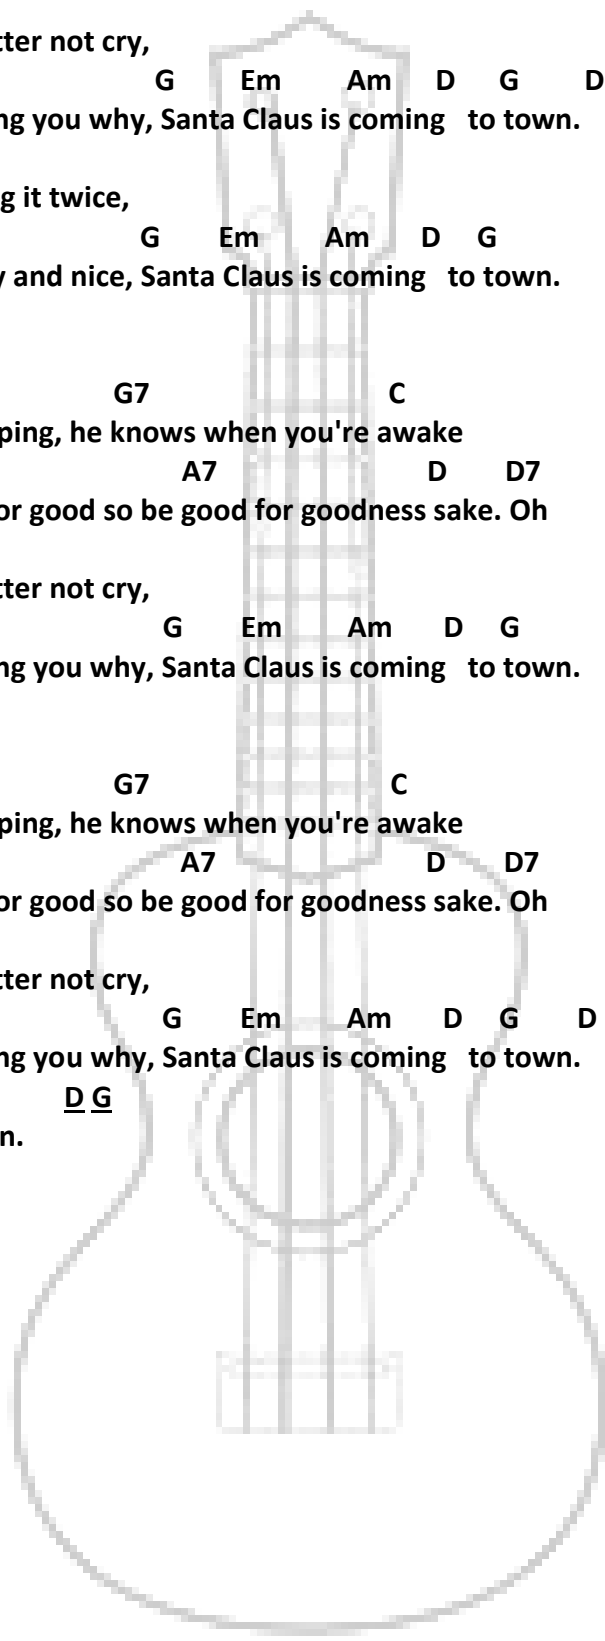 tter not cry,
G Em Am D G D
ng you why, Santa Claus is coming to town.
g it twice,
G Em Am D G
y and nice, Santa Claus is coming to town.
G7 C
ping, he knows when you're awake
A7 D D7
or good so be good for goodness sake. Oh
tter not cry,
G Em Am D G
ng you why, Santa Claus is coming to town.
G7 C
ping, he knows when you're awake
A7 D D7
or good so be good for goodness sake. Oh
tter not cry,
G Em Am D G D
ng you why, Santa Claus is coming to town.
D G
n.